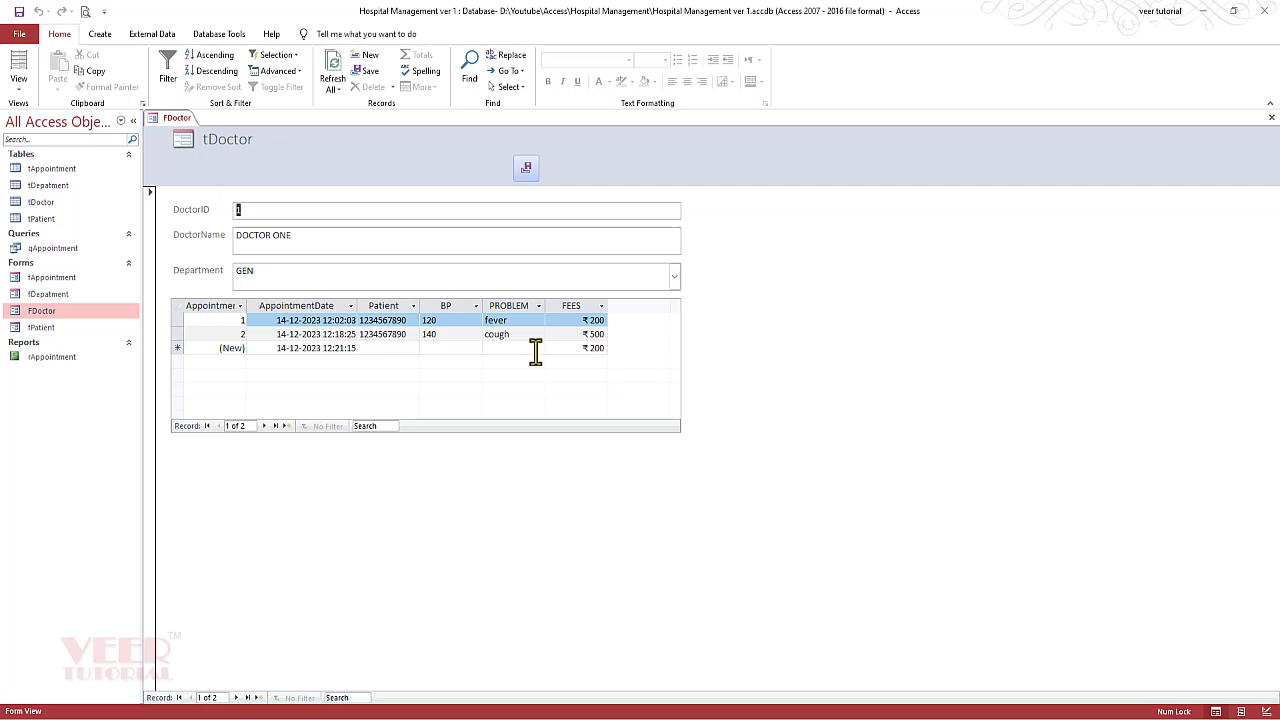 Hospital Management ver 1 : Database- D:\Youtube\Access\Hospital Management\Hospital Management ver 1.accdb (Access 2007 - 2016 file format) - Access
veer tutorial
File
Home
Create
External Data
Database Tools
Help
Tell me what you want to do
View
Views
Paste
Cut
Copy
Format Painter
Clipboard
Filter
Ascending
Descending
Remove Sort
Selection
Advanced
Toggle Filter
Sort & Filter
Refresh All
New
Save
Delete
Totals
Spelling
More
Records
Find
Replace
Go To
Select
Find
Text Formatting
All Access Obje...
Search...
Tables
tAppointment
tDepatment
tDoctor
tPatient
Queries
qAppointment
Forms
fAppointment
fDepatment
FDoctor
fPatient
Reports
rAppointment
FDoctor
tDoctor
DoctorID 1
DoctorName DOCTOR ONE
Department GEN
Appointmer AppointmentDate Patient BP PROBLEM FEES
1 14-12-2023 12:02:03 1234567890 120 fever ₹ 200
2 14-12-2023 12:18:25 1234567890 140 cough ₹ 500
(New) 14-12-2023 12:21:15 ₹ 200
Record: 1 of 2 No Filter Search
VEER TM
TUTORIAL
Record: 1 of 2 No Filter Search
Form View
Num Lock